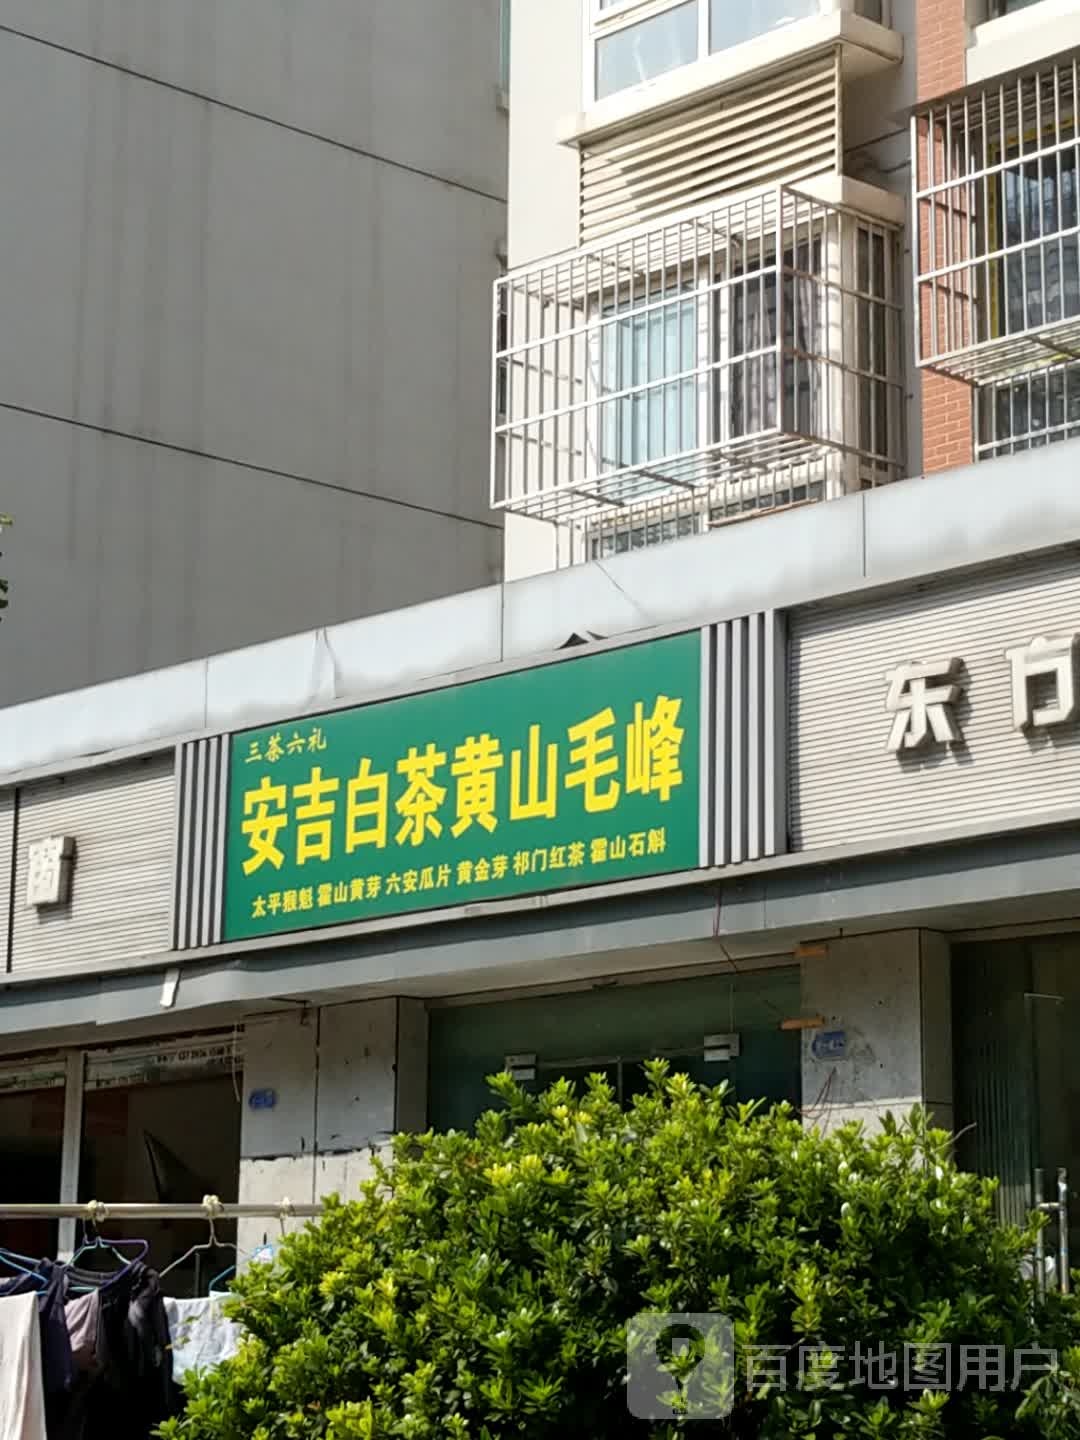 三茶六礼
安吉白茶黄山毛峰
太平猴魁 霍山黄芽 六安瓜片 黄金芽 祁门红茶 霍山石斛
东方
百度地图用户